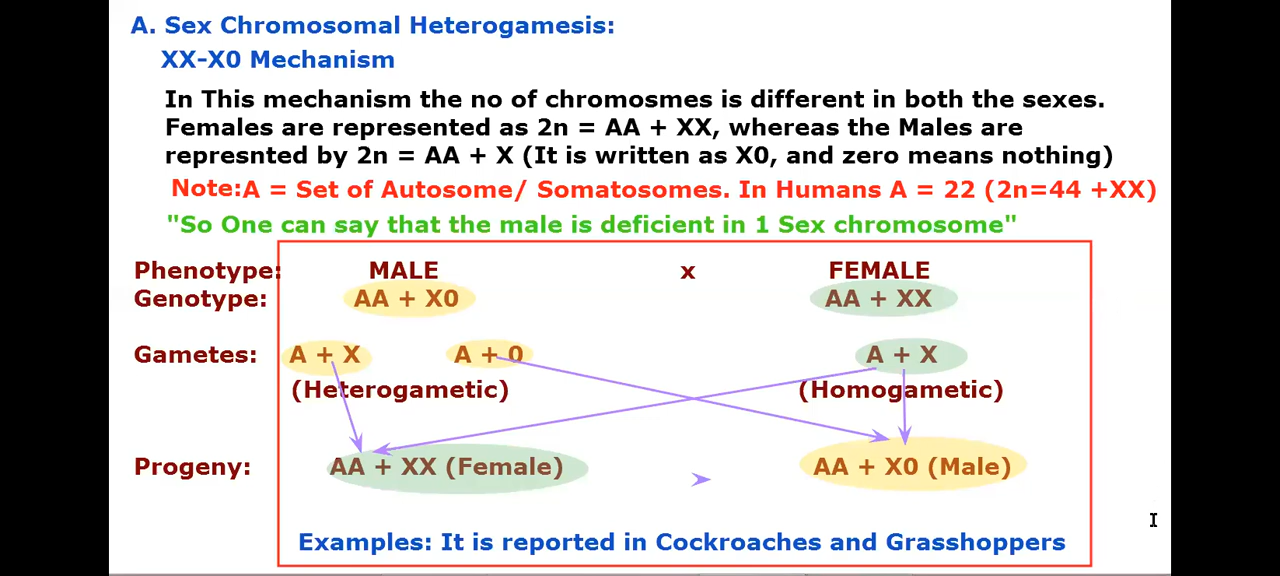 A. Sex Chromosomal Heterogamesis:
XX-X0 Mechanism
In This mechanism the no of chromosmes is different in both the sexes.
Females are represented as 2n = AA + XX, whereas the Males are
represnted by 2n = AA + X (It is written as X0, and zero means nothing)
Note:A = Set of Autosome/ Somatosomes. In Humans A = 22 (2n=44 +XX)
"So One can say that the male is deficient in 1 Sex chromosome"
Phenotype: MALE x FEMALE
Genotype: AA + X0 AA + XX
Gametes: A + X A + 0 A + X
(Heterogametic) (Homogametic)
Progeny: AA + XX (Female) AA + X0 (Male)
Examples: It is reported in Cockroaches and Grasshoppers